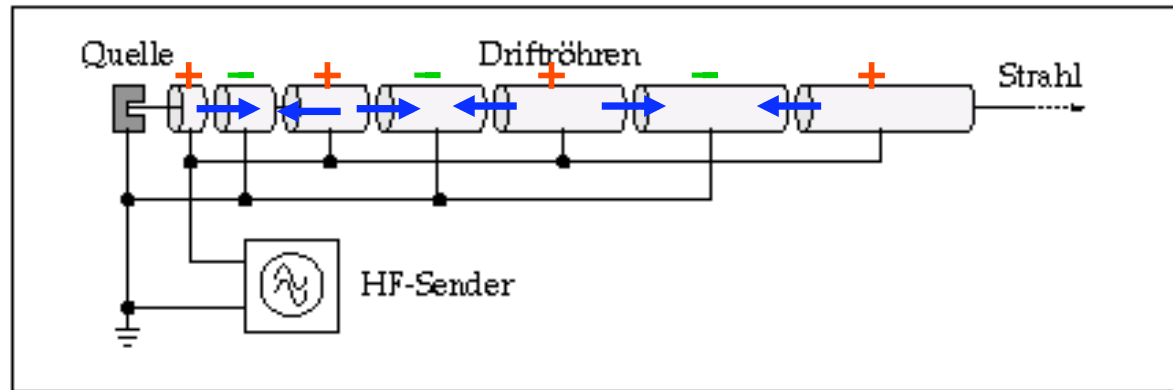 Quelle
Driftröhren
Strahl
+ − + − + − +
HF-Sender